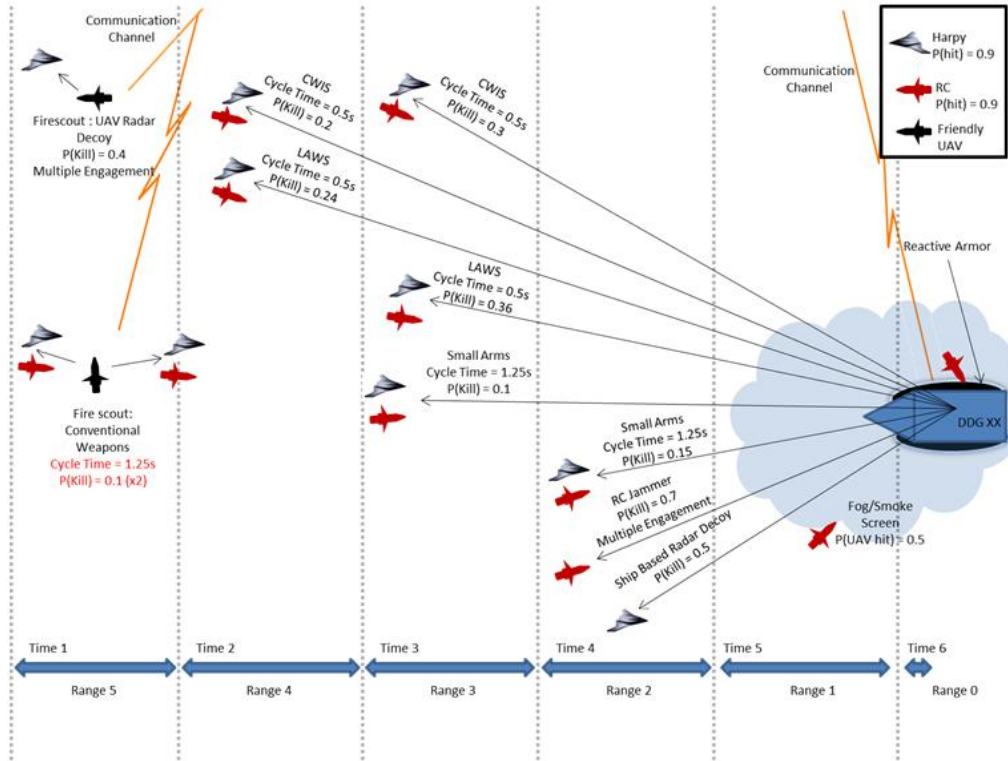 Communication
Channel
Firescout : UAV Radar
Decoy
P(Kill) = 0.4
Multiple Engagement
Fire scout:
Conventional
Weapons
Cycle Time = 1.25s
P(Kill) = 0.1 (x2)
CWIS
Cycle Time = 0.5s
P(Kill) = 0.2
LAWS
Cycle Time = 0.5s
P(Kill) = 0.24
CWIS
Cycle Time = 0.5s
P(Kill) = 0.3
LAWS
Cycle Time = 0.5s
P(Kill) = 0.36
Small Arms
Cycle Time = 1.25s
P(Kill) = 0.1
Small Arms
Cycle Time = 1.25s
P(Kill) = 0.15
RC Jammer
P(Kill) = 0.7
Multiple Engagement
Ship Based Radar Decoy
P(Kill) = 0.5
Communication
Channel
Harpy
P(hit) = 0.9
RC
P(hit) = 0.9
Friendly
UAV
Reactive Armor
DDG XX
Fog/Smoke
Screen
P(UAV hit) = 0.5
Time 1
Time 2
Time 3
Time 4
Time 5
Time 6
Range 5
Range 4
Range 3
Range 2
Range 1
Range 0